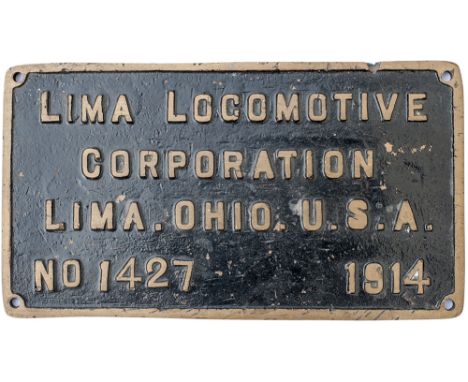 LIMA LOCOMOTIVE
CORPORATION
LIMA. OHIO. U.S.A.
NO 1427 1914